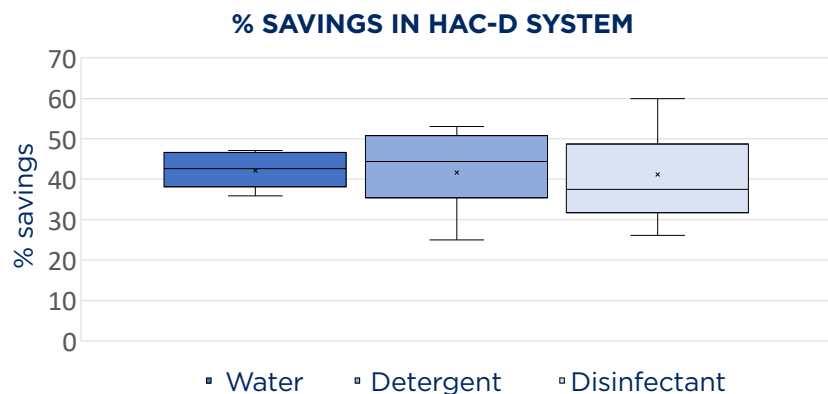 % SAVINGS IN HAC-D SYSTEM
70
60
50
40
30
20
10
0
% savings
Water Detergent Disinfectant